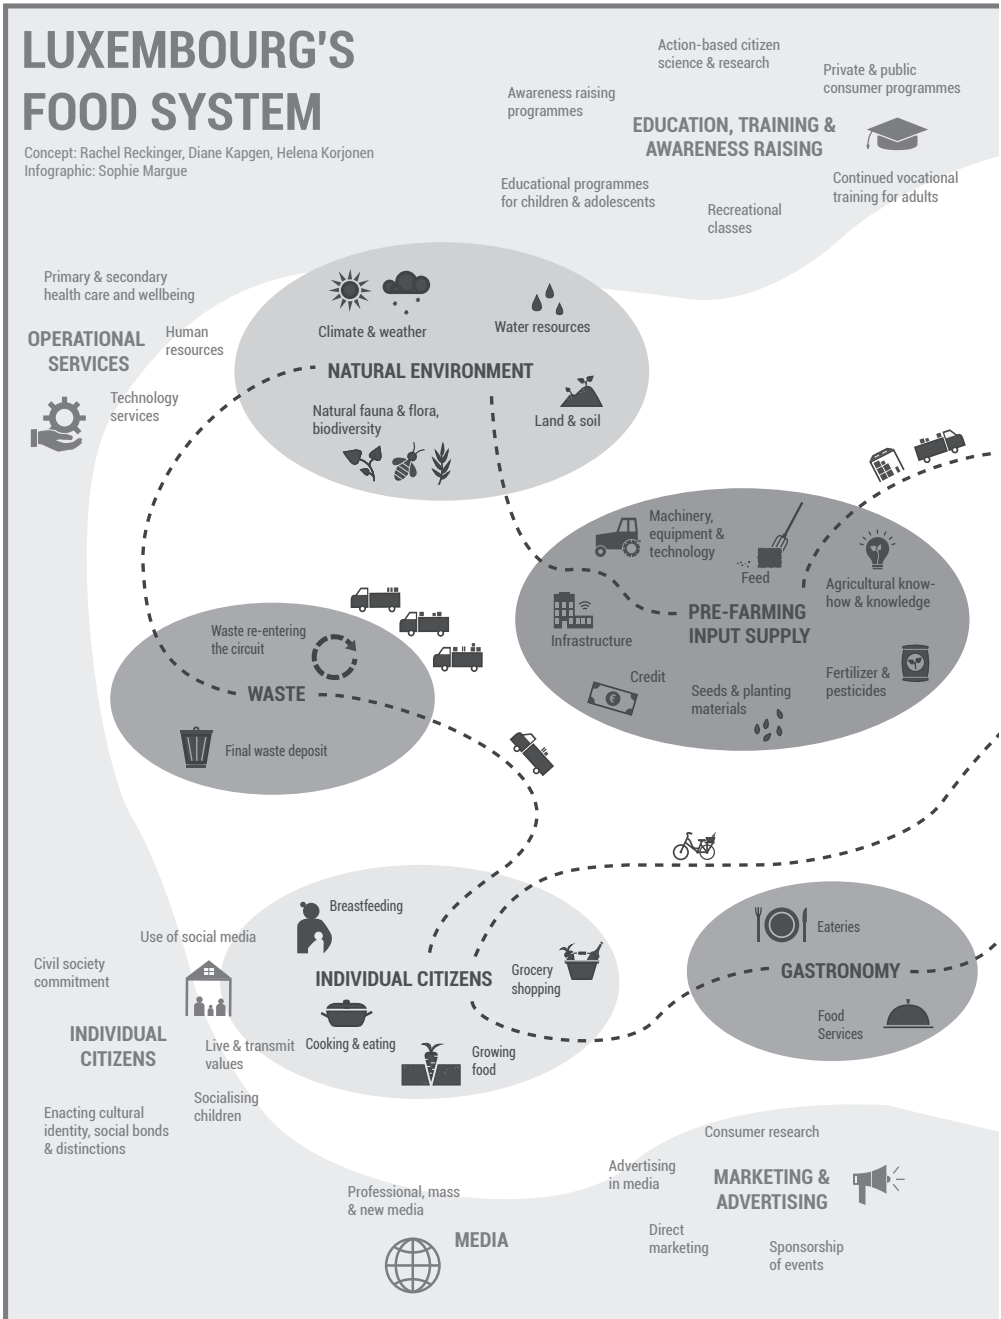 LUXEMBOURG'S
FOOD SYSTEM
Concept: Rachel Reckinger, Diane Kapgen, Helena Korjonen
Infographic: Sophie Margue
Action-based citizen
science & research
Private & public
consumer programmes
Awareness raising
programmes
EDUCATION, TRAINING &
AWARENESS RAISING
Educational programmes
for children & adolescents
Recreational
classes
Continued vocational
training for adults
Primary & secondary
health care and wellbeing
OPERATIONAL
SERVICES
Human
resources
Technology
services
Climate & weather
Water resources
NATURAL ENVIRONMENT
Natural fauna & flora,
biodiversity
Land & soil
Machinery,
equipment &
technology
Feed
Agricultural know-
how & knowledge
Infrastructure
PRE-FARMING
INPUT SUPPLY
Credit
€
Seeds & planting
materials
Fertilizer &
pesticides
Waste re-entering
the circuit
WASTE
Final waste deposit
Breastfeeding
INDIVIDUAL CITIZENS
Grocery
shopping
Cooking & eating
Growing
food
Eateries
GASTRONOMY
Food
Services
Use of social media
Civil society
commitment
INDIVIDUAL
CITIZENS
Live & transmit
values
Socialising
children
Enacting cultural
identity, social bonds
& distinctions
Professional, mass
& new media
MEDIA
Consumer research
Advertising
in media
MARKETING &
ADVERTISING
Direct
marketing
Sponsorship
of events